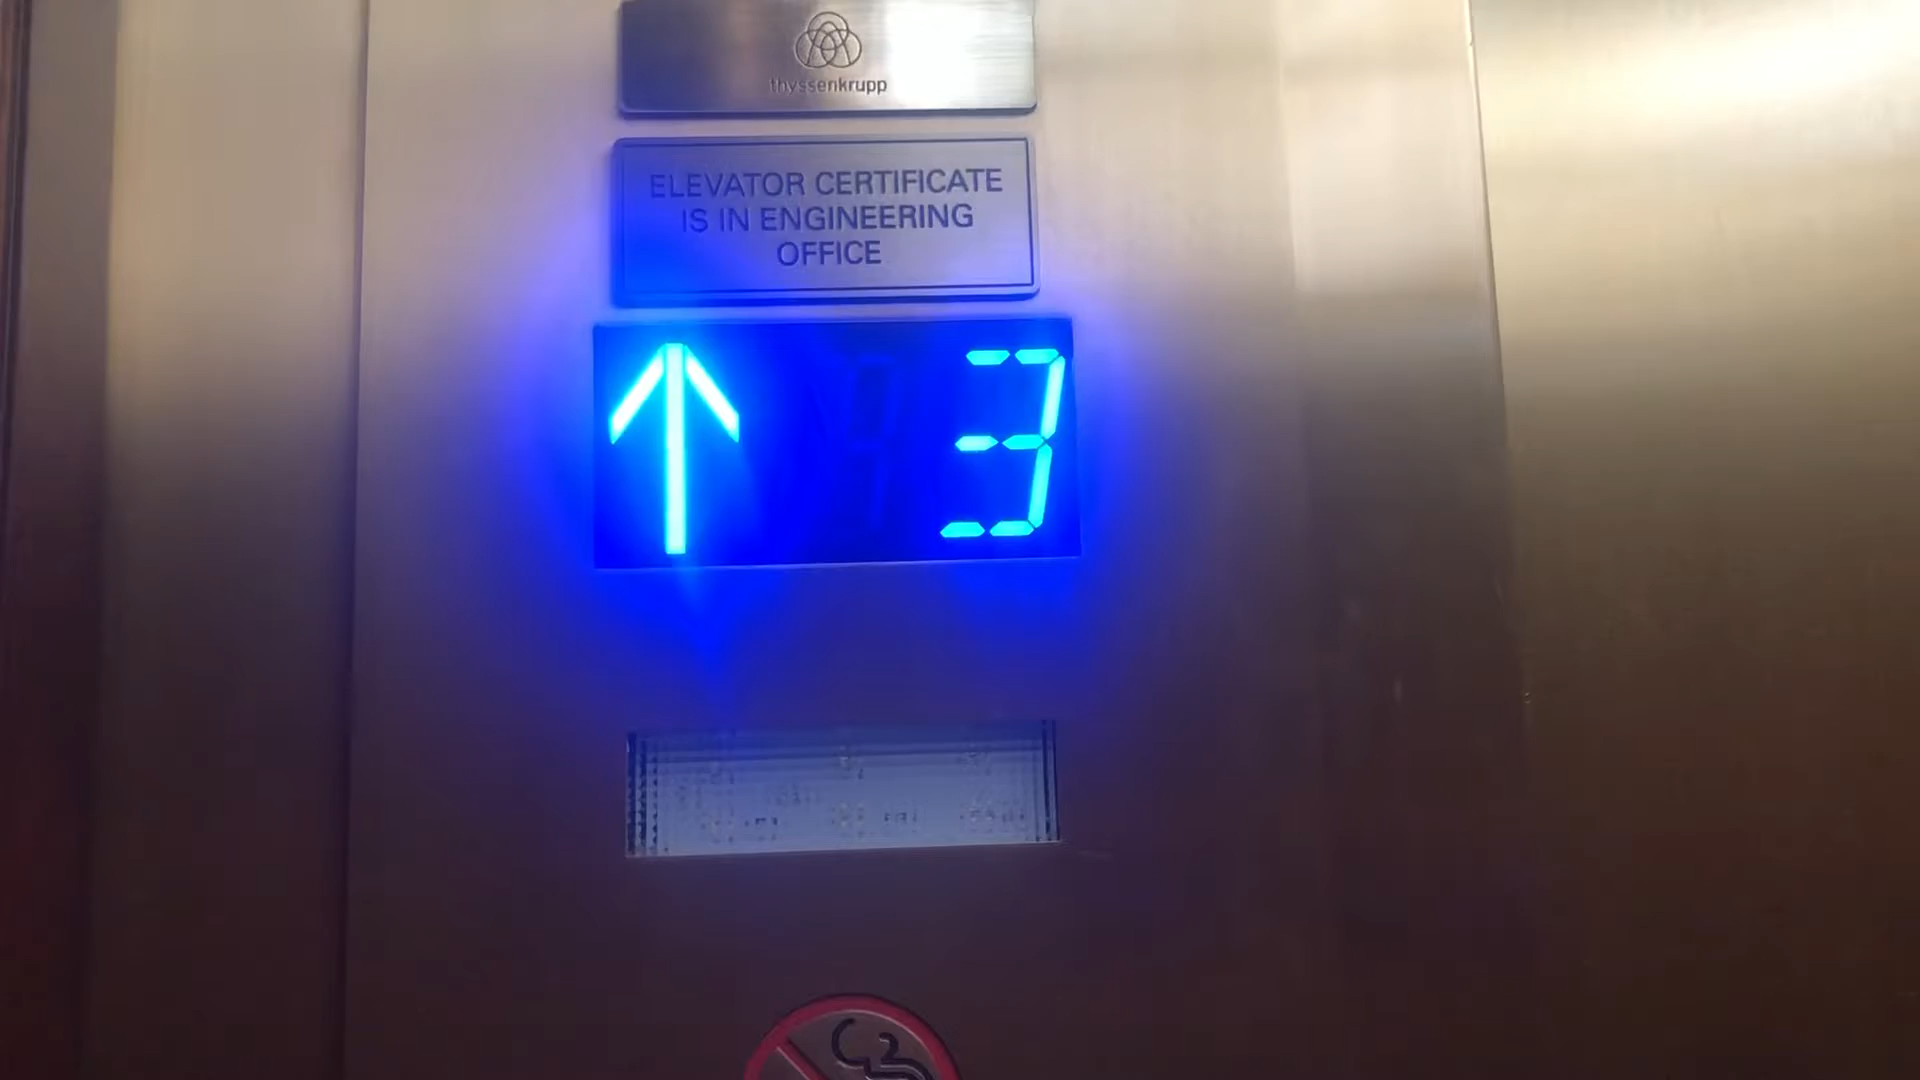 thyssenkrupp
ELEVATOR CERTIFICATE
IS IN ENGINEERING
OFFICE
↑ 3